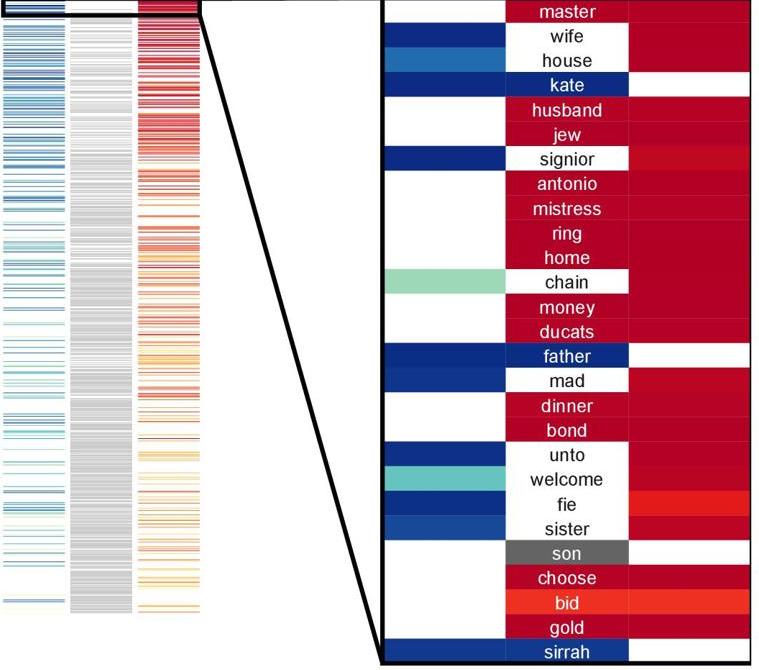 master
wife
house
kate
husband
jew
signior
antonio
mistress
ring
home
chain
money
ducats
father
mad
dinner
bond
unto
welcome
fie
sister
son
choose
bid
gold
sirrah